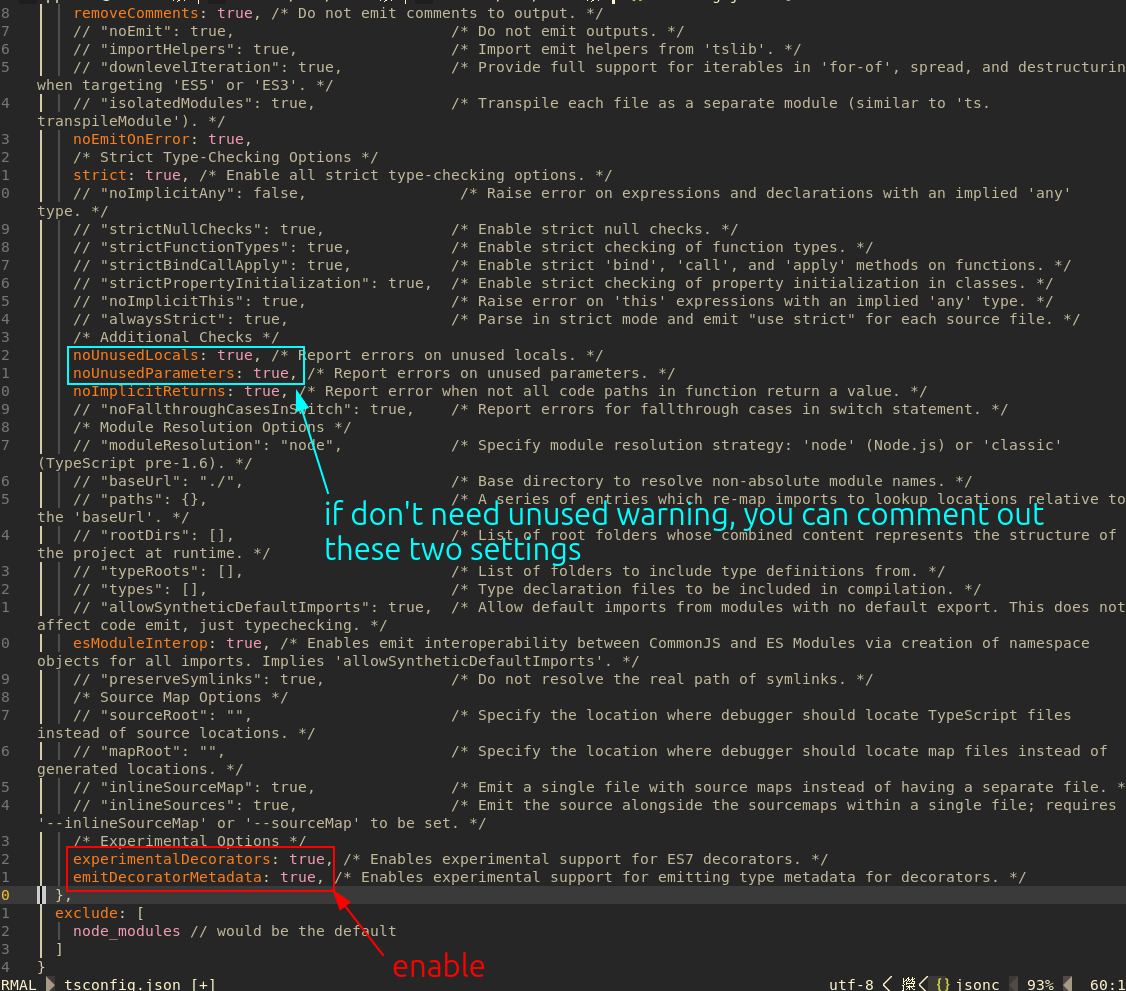 8 removeComments: true, /* Do not emit comments to output. */
7 // "noEmit": true, /* Do not emit outputs. */
6 // "importHelpers": true, /* Import emit helpers from 'tslib'. */
5 // "downlevelIteration": true, /* Provide full support for iterables in 'for-of', spread, and destructurin
when targeting 'ES5' or 'ES3'. */
4 // "isolatedModules": true, /* Transpile each file as a separate module (similar to 'ts.
transpileModule'). */
3 noEmitOnError: true,
2 /* Strict Type-Checking Options */
1 strict: true, /* Enable all strict type-checking options. */
0 // "noImplicitAny": false, /* Raise error on expressions and declarations with an implied 'any'
type. */
9 // "strictNullChecks": true, /* Enable strict null checks. */
8 // "strictFunctionTypes": true, /* Enable strict checking of function types. */
7 // "strictBindCallApply": true, /* Enable strict 'bind', 'call', and 'apply' methods on functions. */
6 // "strictPropertyInitialization": true, /* Enable strict checking of property initialization in classes. */
5 // "noImplicitThis": true, /* Raise error on 'this' expressions with an implied 'any' type. */
4 // "alwaysStrict": true, /* Parse in strict mode and emit "use strict" for each source file. */
3 /* Additional Checks */
2 noUnusedLocals: true, /* Report errors on unused locals. */
1 noUnusedParameters: true, /* Report errors on unused parameters. */
0 noImplicitReturns: true, /* Report error when not all code paths in function return a value. */
9 // "noFallthroughCasesInSwitch": true, /* Report errors for fallthrough cases in switch statement. */
8 /* Module Resolution Options */
7 // "moduleResolution": "node", /* Specify module resolution strategy: 'node' (Node.js) or 'classic'
(TypeScript pre-1.6). */
6 // "baseUrl": "./", /* Base directory to resolve non-absolute module names. */
5 // "paths": {}, /* A series of entries which re-map imports to lookup locations relative to
the 'baseUrl'. */
if don't need unused warning, you can comment out
these two settings
4 // "rootDirs": [], /* List of root folders whose combined content represents the structure of
the project at runtime. */
3 // "typeRoots": [], /* List of folders to include type definitions from. */
2 // "types": [], /* Type declaration files to be included in compilation. */
1 // "allowSyntheticDefaultImports": true, /* Allow default imports from modules with no default export. This does not
affect code emit, just typechecking. */
0 esModuleInterop: true, /* Enables emit interoperability between CommonJS and ES Modules via creation of namespace
objects for all imports. Implies 'allowSyntheticDefaultImports'. */
9 // "preserveSymlinks": true, /* Do not resolve the real path of symlinks. */
8 /* Source Map Options */
7 // "sourceRoot": "", /* Specify the location where debugger should locate TypeScript files
instead of source locations. */
6 // "mapRoot": "", /* Specify the location where debugger should locate map files instead of
generated locations. */
5 // "inlineSourceMap": true, /* Emit a single file with source maps instead of having a separate file. *
4 // "inlineSources": true, /* Emit the source alongside the sourcemaps within a single file; requires
'--inlineSourceMap' or '--sourceMap' to be set. */
3 /* Experimental Options */
2 experimentalDecorators: true, /* Enables experimental support for ES7 decorators. */
1 emitDecoratorMetadata: true, /* Enables experimental support for emitting type metadata for decorators. */
0 },
1 exclude: [
2 node_modules // would be the default
3 ]
enable
4 }
RMAL tsconfig.json [+] utf-8 {} jsonc 93% 60:1